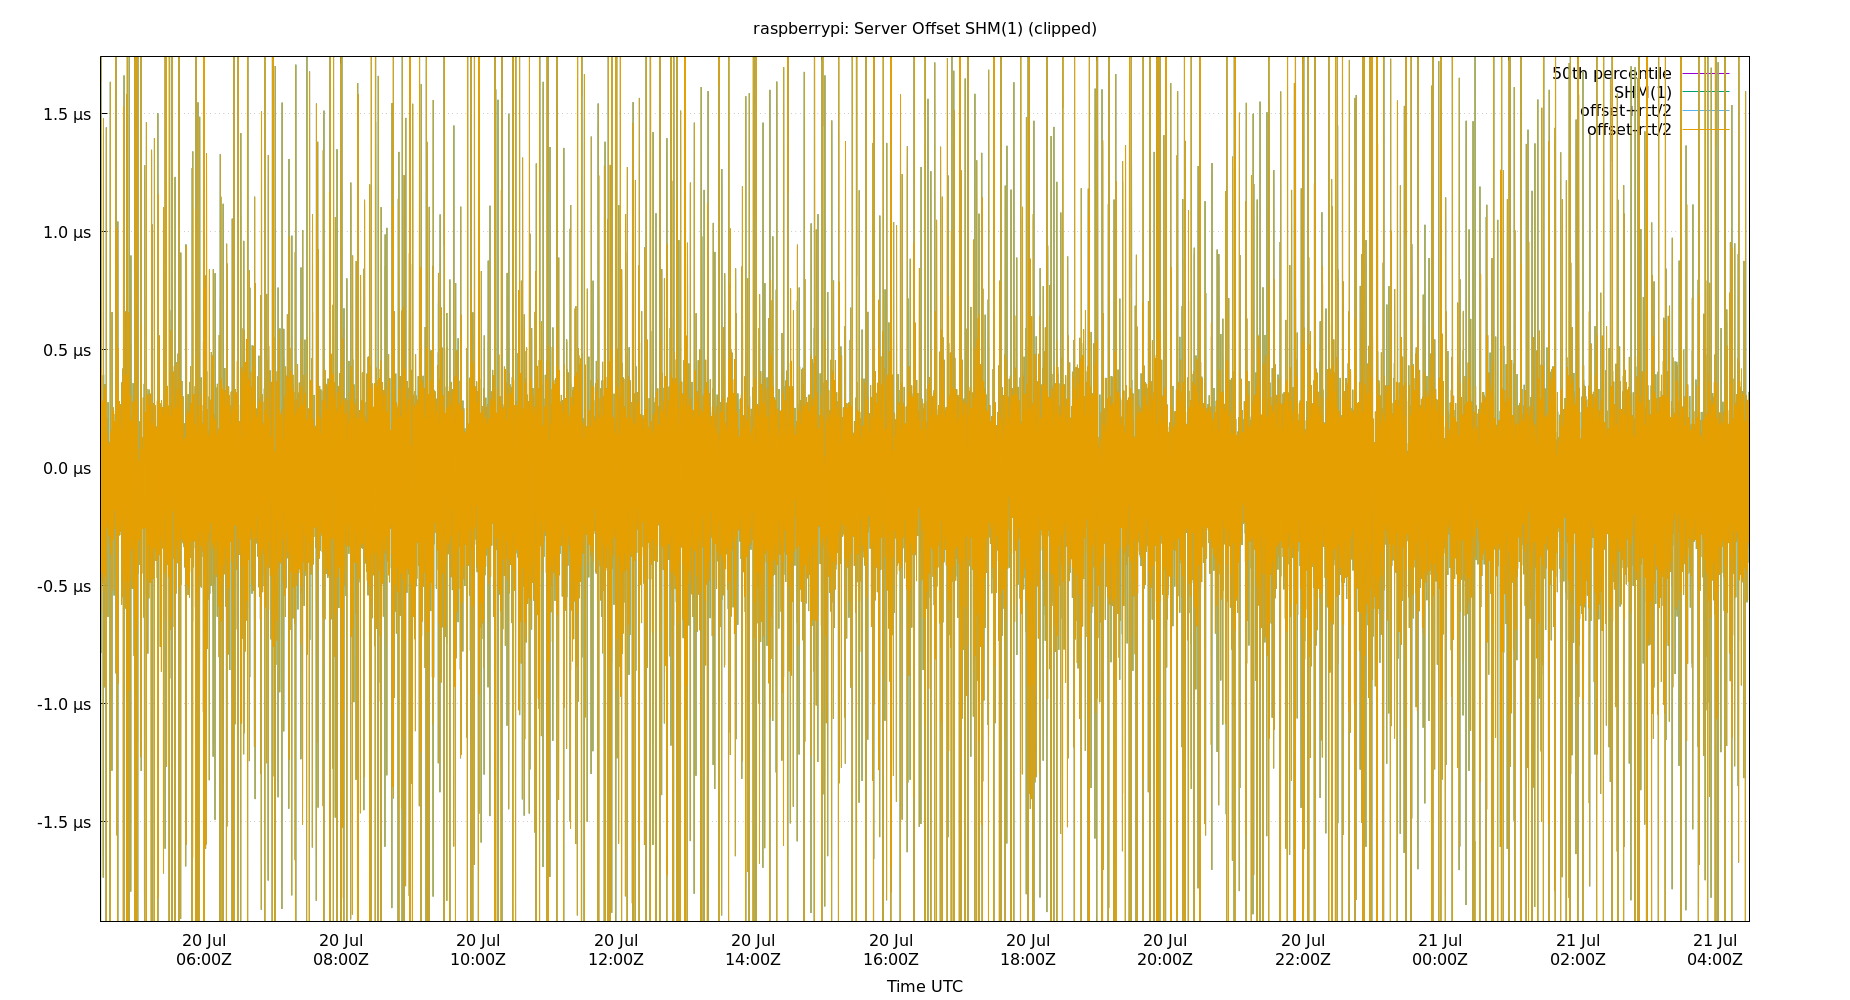 raspberrypi: Server Offset SHM(1) (clipped)
50th percentile
SHM(1)
offset+rtt/2
offset-rtt/2
1.5 µs
1.0 µs
0.5 µs
0.0 µs
-0.5 µs
-1.0 µs
-1.5 µs
20 Jul 20 Jul 20 Jul 20 Jul 20 Jul 20 Jul 20 Jul 20 Jul 20 Jul 21 Jul 21 Jul 21 Jul
06:00Z 08:00Z 10:00Z 12:00Z 14:00Z 16:00Z 18:00Z 20:00Z 22:00Z 00:00Z 02:00Z 04:00Z
Time UTC